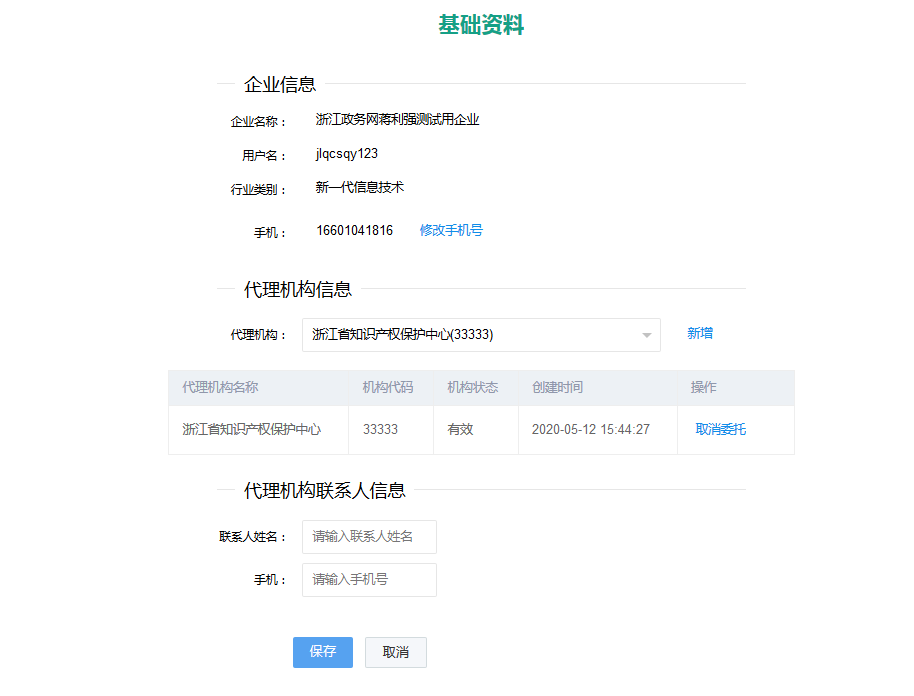 基础资料
企业信息
企业名称： 浙江政务网蒋利强测试用企业
用户名： jlqcsqy123
行业类别： 新一代信息技术
手机： 16601041816 修改手机号
代理机构信息
代理机构： 浙江省知识产权保护中心(33333) 新增
代理机构名称 机构代码 机构状态 创建时间 操作
浙江省知识产权保护中心 33333 有效 2020-05-12 15:44:27 取消委托
代理机构联系人信息
联系人姓名： 请输入联系人姓名
手机： 请输入手机号
保存 取消